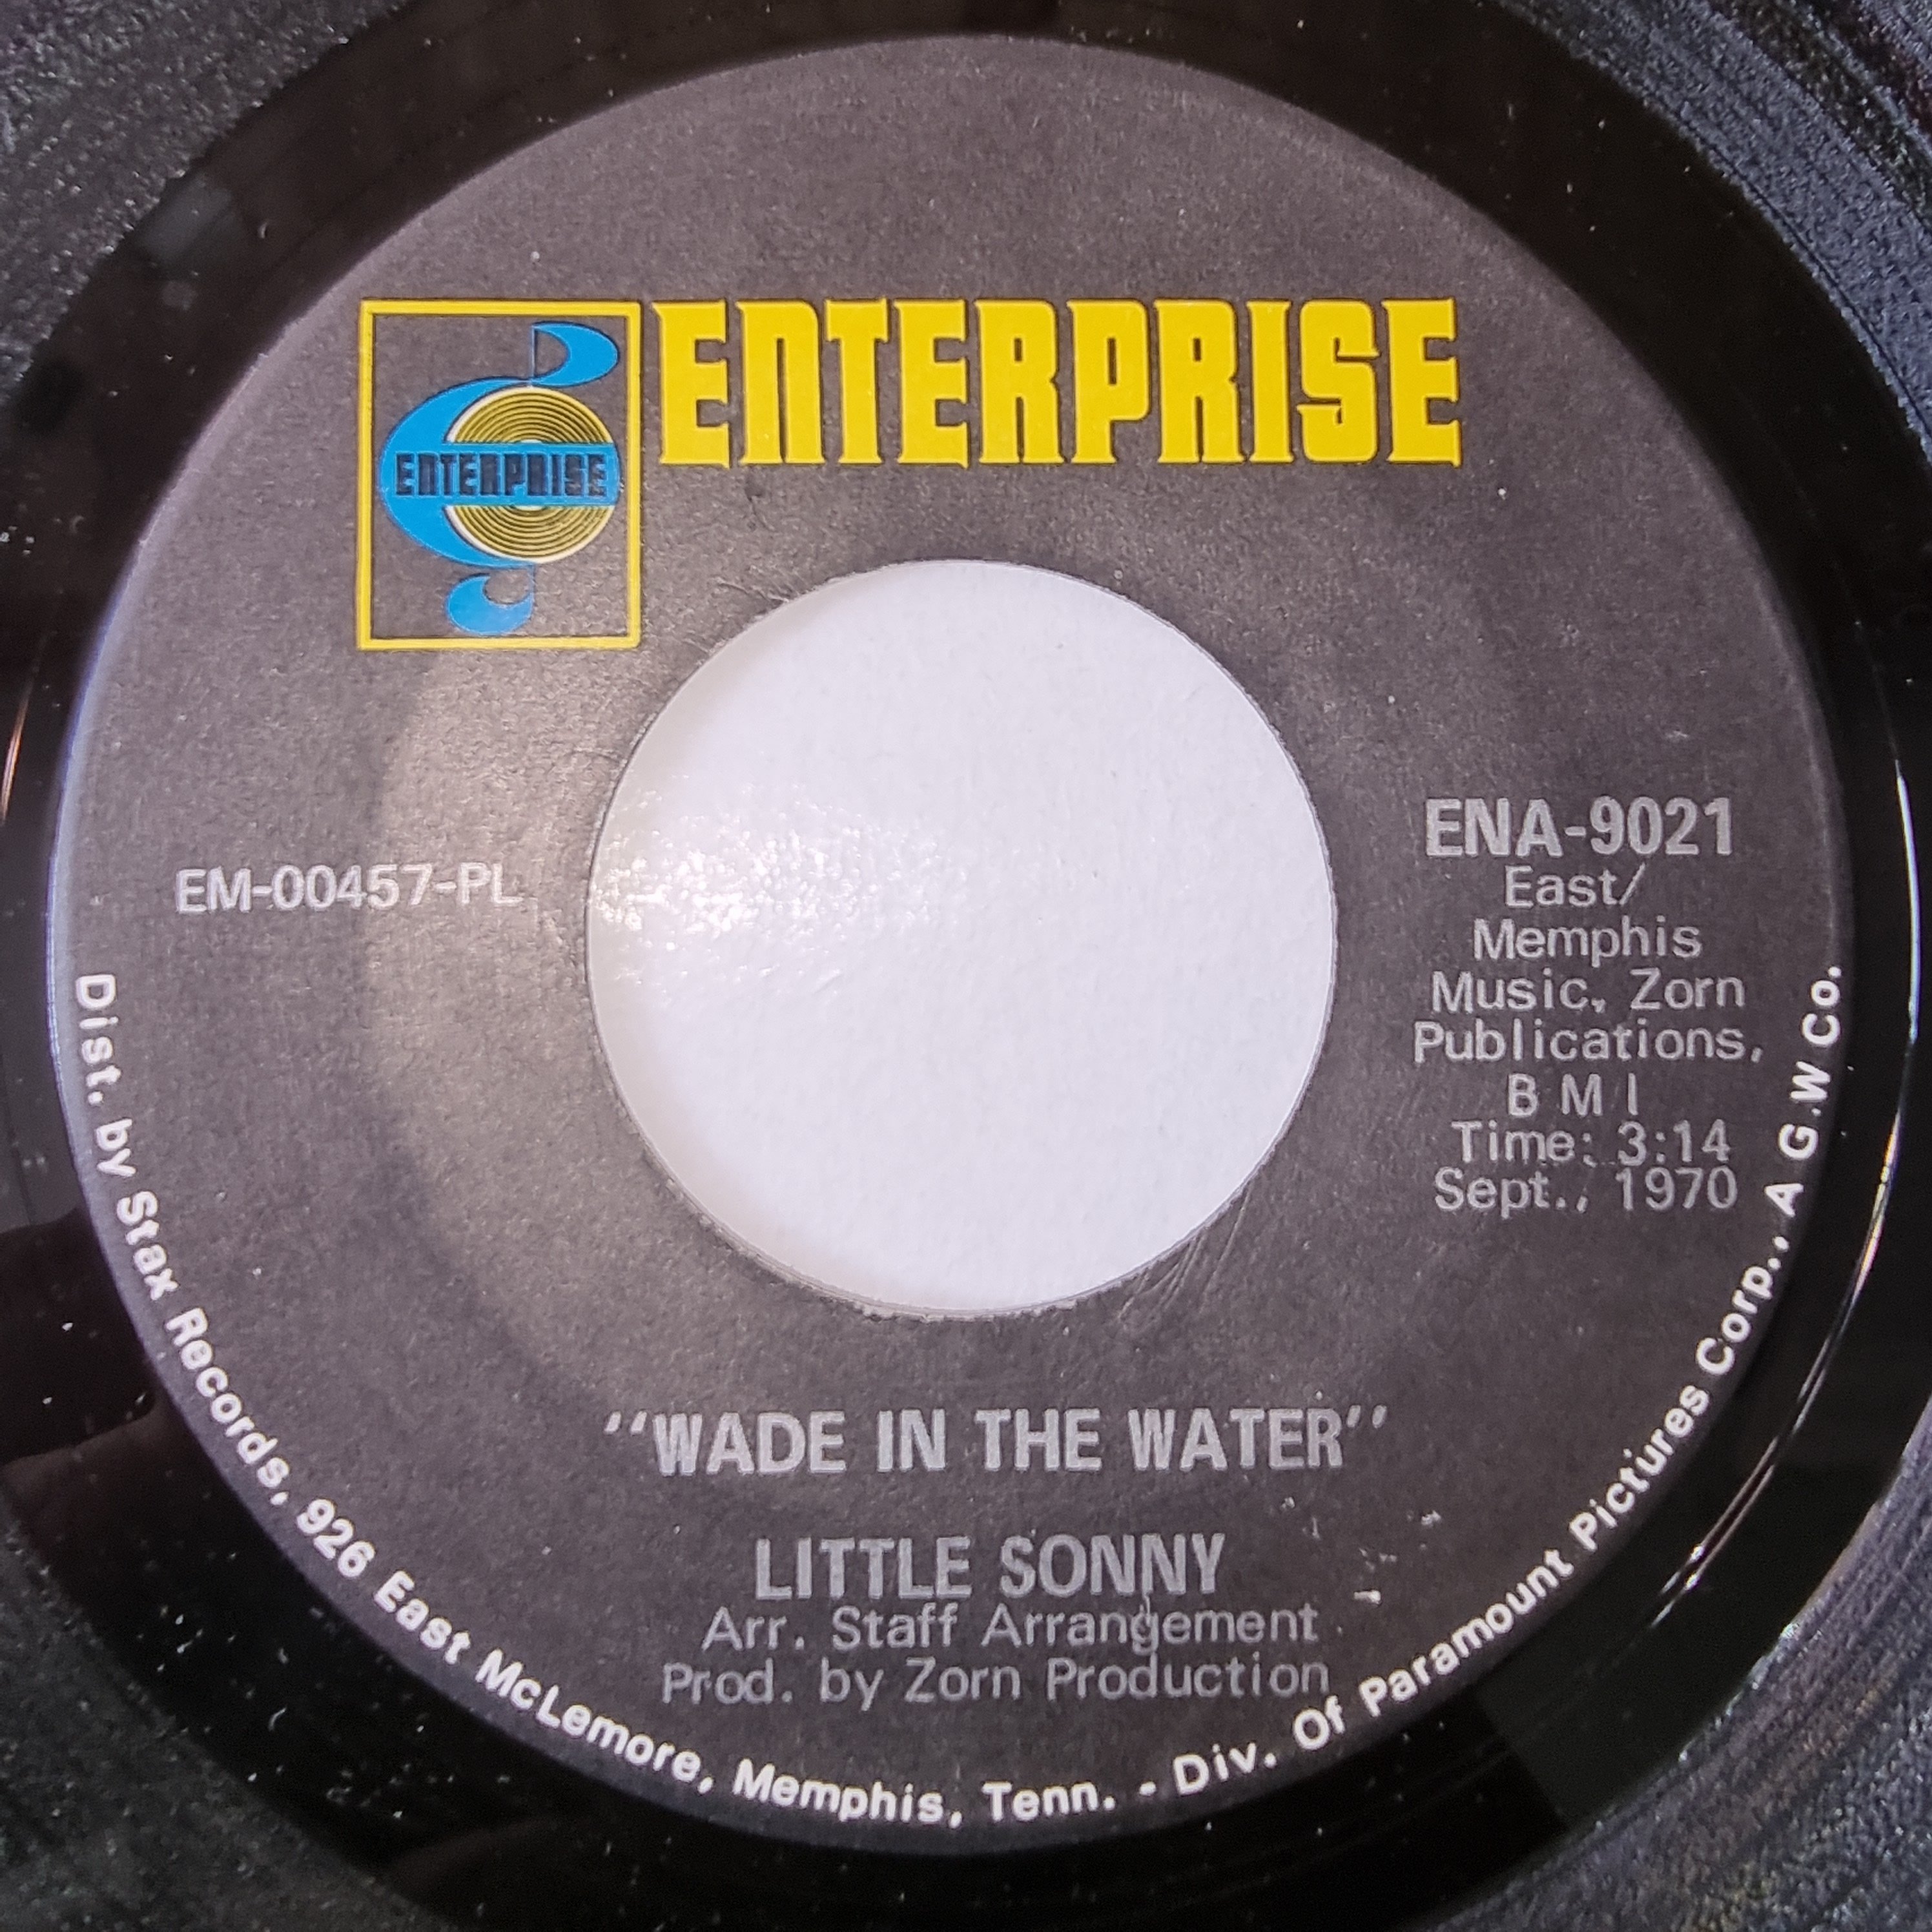 ENTERPRISE
ENTERPRISE
EM-00457-PL
ENA-9021
East/
Memphis
Music, Zorn
Publications,
B M I
Time: 3:14
Sept., 1970
"WADE IN THE WATER"
LITTLE SONNY
Arr. Staff Arrangement
Prod. by Zorn Production
Dist. by Stax Records, 926 East McLemore, Memphis, Tenn. - Div. Of Paramount Pictures Corp., A G.W Co.